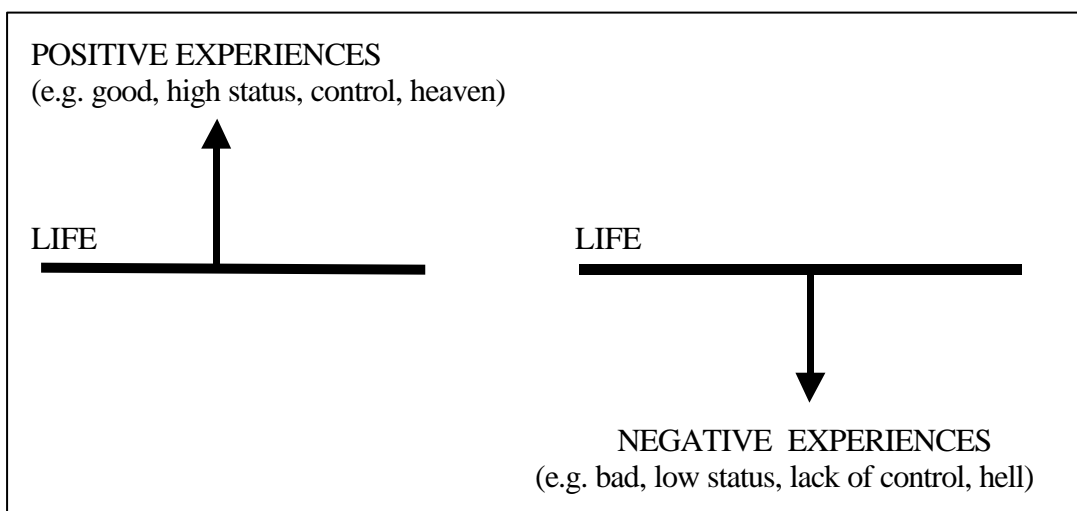 POSITIVE EXPERIENCES
(e.g. good, high status, control, heaven)
LIFE
LIFE
NEGATIVE EXPERIENCES
(e.g. bad, low status, lack of control, hell)